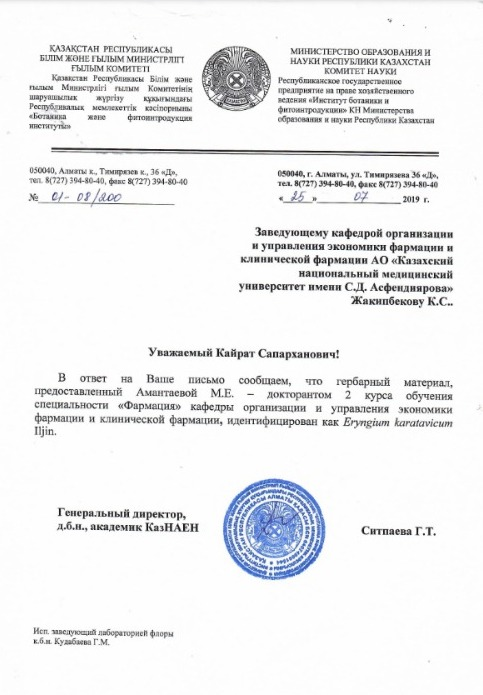 ҚАЗАҚСТАН РЕСПУБЛИКАСЫ
БІЛІМ ЖӘНЕ ҒЫЛЫМ МИНИСТРЛІГІ
ҒЫЛЫМ КОМИТЕТІ
Қазақстан Республикасы Білім және
ғылым Министрлігі ғылым Комитетінің
шаруашылық жүргізу құқығындағы
Республикалық мемлекеттік кәсіпорныны
«Ботаника және фитоинтродукция
институты»
МИНИСТЕРСТВО ОБРАЗОВАНИЯ И
НАУКИ РЕСПУБЛИКИ КАЗАХСТАН
КОМИТЕТ НАУКИ
Республиканское государственное
предприятие на праве хозяйственного
ведения «Институт ботаники и
фитоинтродукции» КН Министерства
образования и науки Республики Казахстан
050040, Алматы к., Тимирязев к., 36 «Д»,
тел. 8(727) 394-80-40, факс 8(727) 394-80-40
№ 01-08/200
050040, г. Алматы, ул. Тимирязева 36 «Д»,
тел. 8(727) 394-80-40, факс 8(727) 394-80-40
« 25 » 07 2019 г.
Заведующему кафедрой организации
и управления экономики фармации и
клинической фармации АО «Казахский
национальный медицинский
университет имени С.Д. Асфендиярова»
Жакипбекову К.С..
Уважаемый Кайрат Сапарханович!
В ответ на Ваше письмо сообщаем, что гербарный материал,
предоставленный Амантаевой М.Е. – докторантом 2 курса обучения
специальности «Фармация» кафедры организации и управления экономики
фармации и клинической фармации, идентифицирован как Eryngium karatavicum
Iljin.
Генеральный директор,
д.б.н., академик КазНАЕН
Ситпаева Г.Т.
Исп. заведующий лабораторией флоры
к.б.н. Кудабаева Г.М.